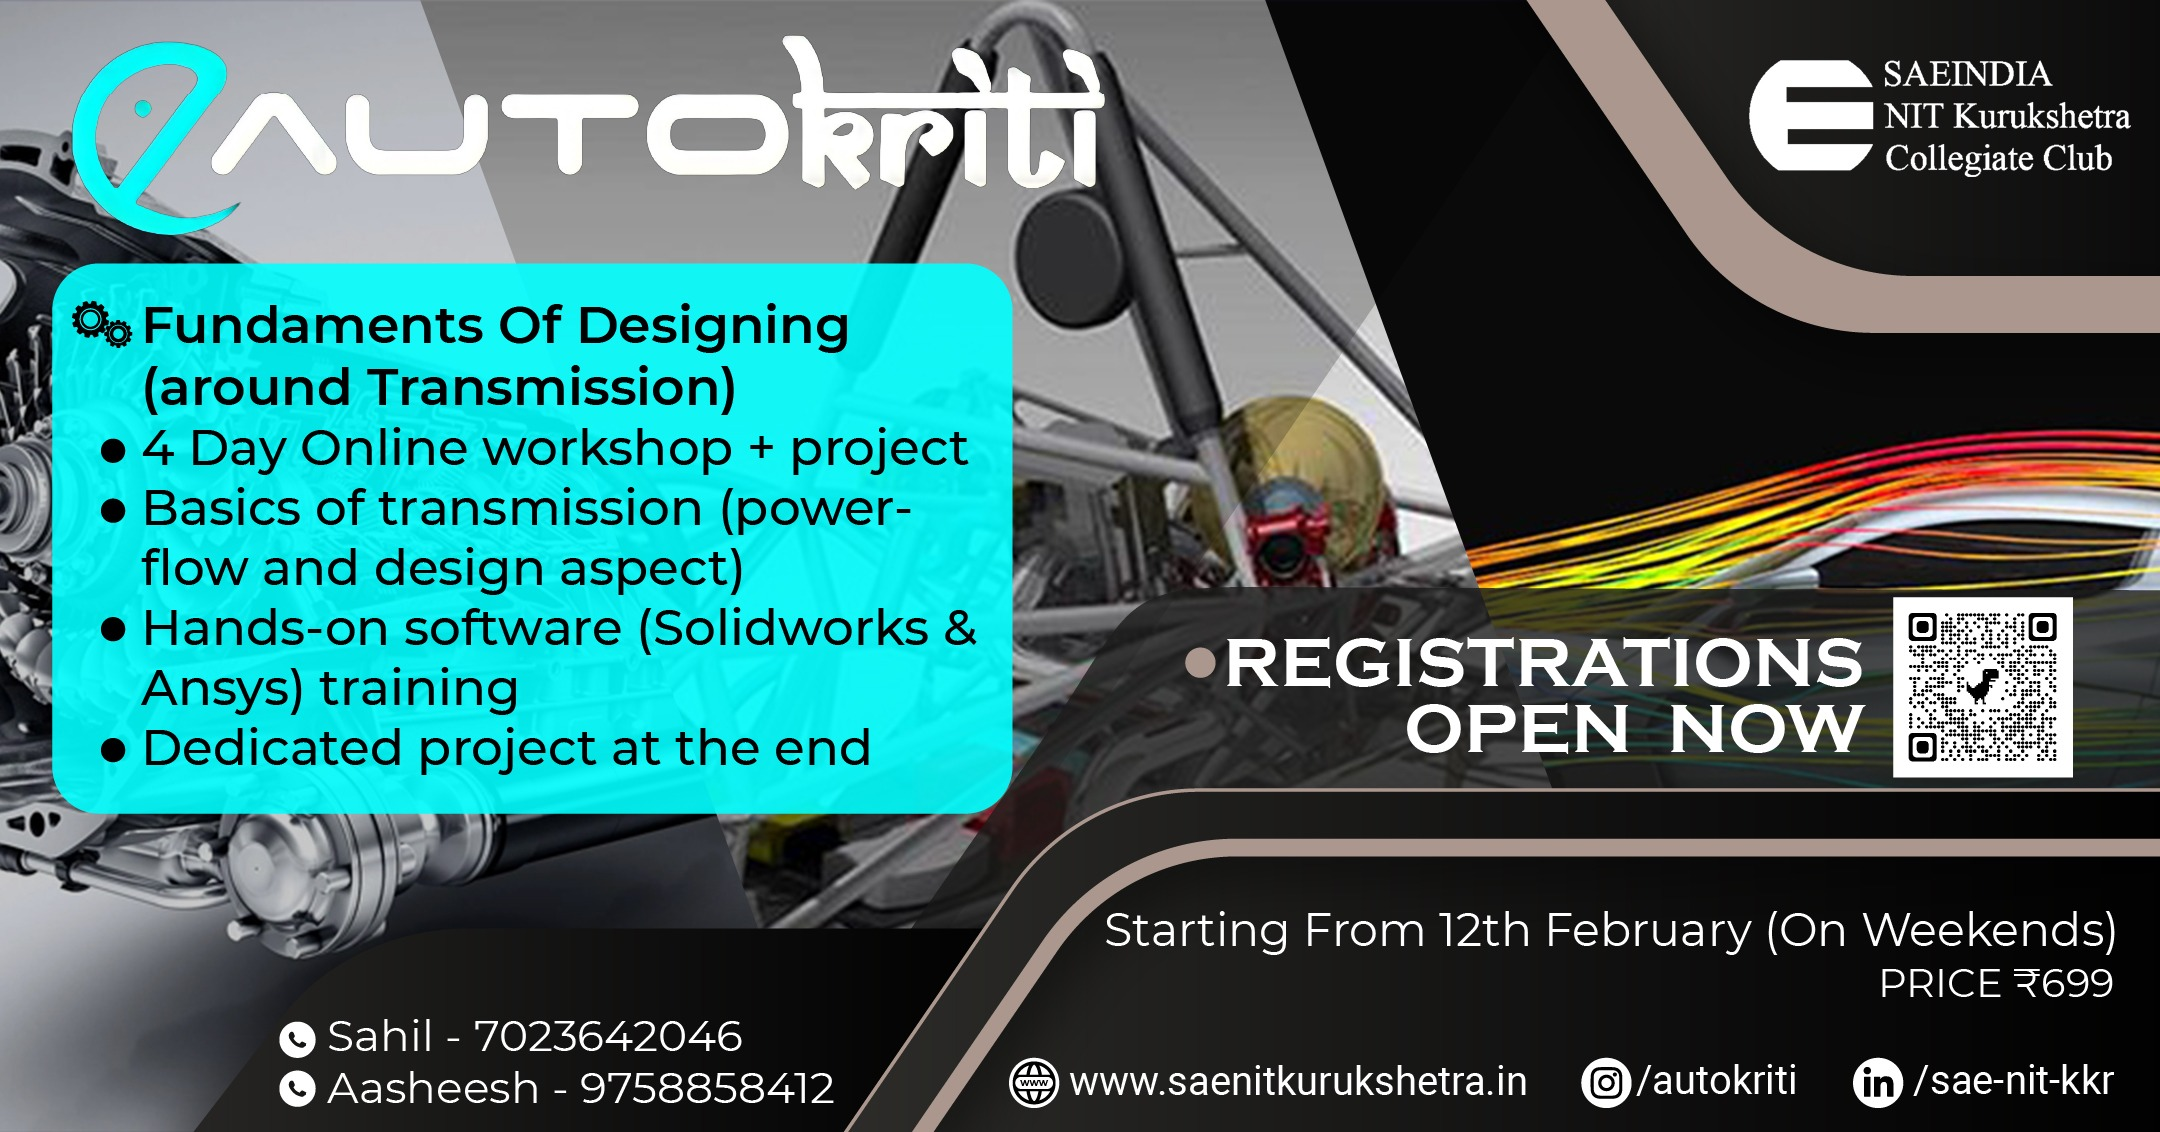 eAUTOkriti
SAEINDIA
NIT Kurukshetra
Collegiate Club
Fundaments Of Designing
(around Transmission)
● 4 Day Online workshop + project
● Basics of transmission (power-
flow and design aspect)
● Hands-on software (Solidworks &
Ansys) training
● Dedicated project at the end
●REGISTRATIONS
OPEN NOW
Starting From 12th February (On Weekends)
PRICE ₹699
Sahil - 7023642046
Aasheesh - 9758858412
www www.saenitkurukshetra.in
/autokriti
in /sae-nit-kkr